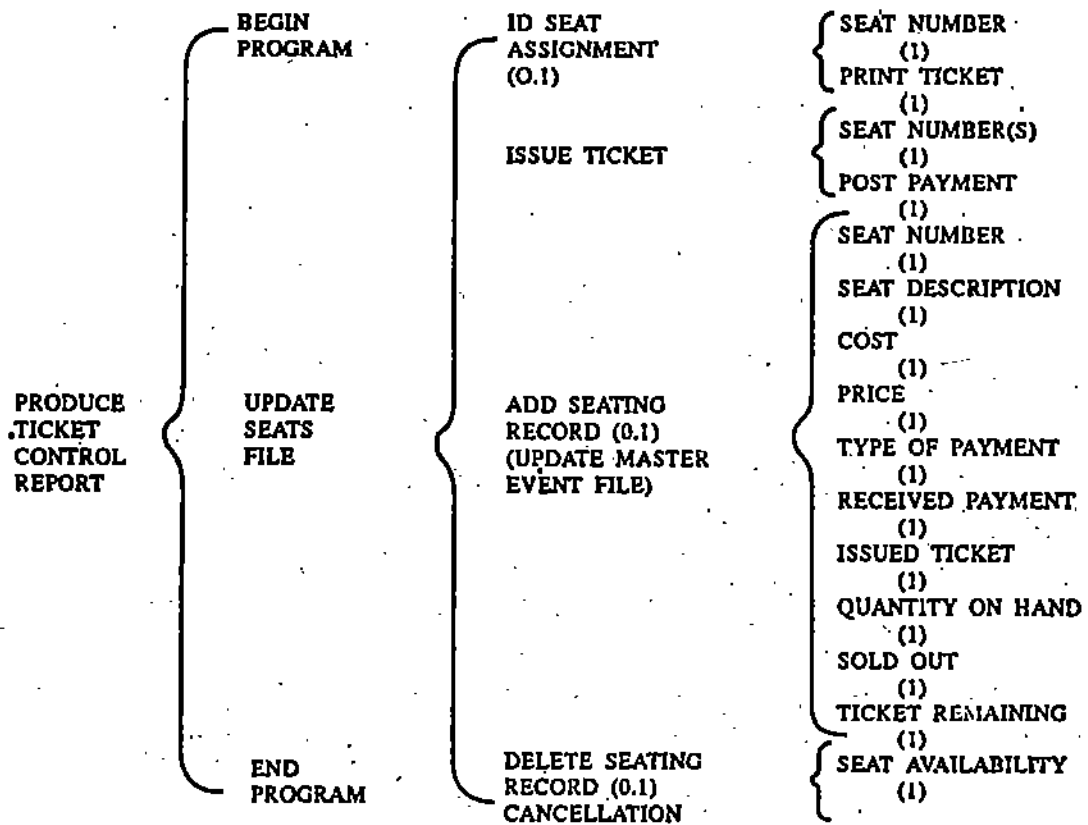 BEGIN
PROGRAM
PRODUCE
TICKET
CONTROL
REPORT
UPDATE
SEATS
FILE
END
PROGRAM
ID SEAT
ASSIGNMENT
(O.1)
ISSUE TICKET
ADD SEATING
RECORD (0.1)
(UPDATE MASTER
EVENT FILE)
DELETE SEATING
RECORD (0.1)
CANCELLATION
SEAT NUMBER
(1)
PRINT TICKET
(1)
SEAT NUMBER(S)
(1)
POST PAYMENT
(1)
SEAT NUMBER
(1)
SEAT DESCRIPTION
(1)
COST
(1)
PRICE
(1)
TYPE OF PAYMENT
(1)
RECEIVED PAYMENT
(1)
ISSUED TICKET
(1)
QUANTITY ON HAND
(1)
SOLD OUT
(1)
TICKET REMAINING
(1)
SEAT AVAILABILITY
(1)